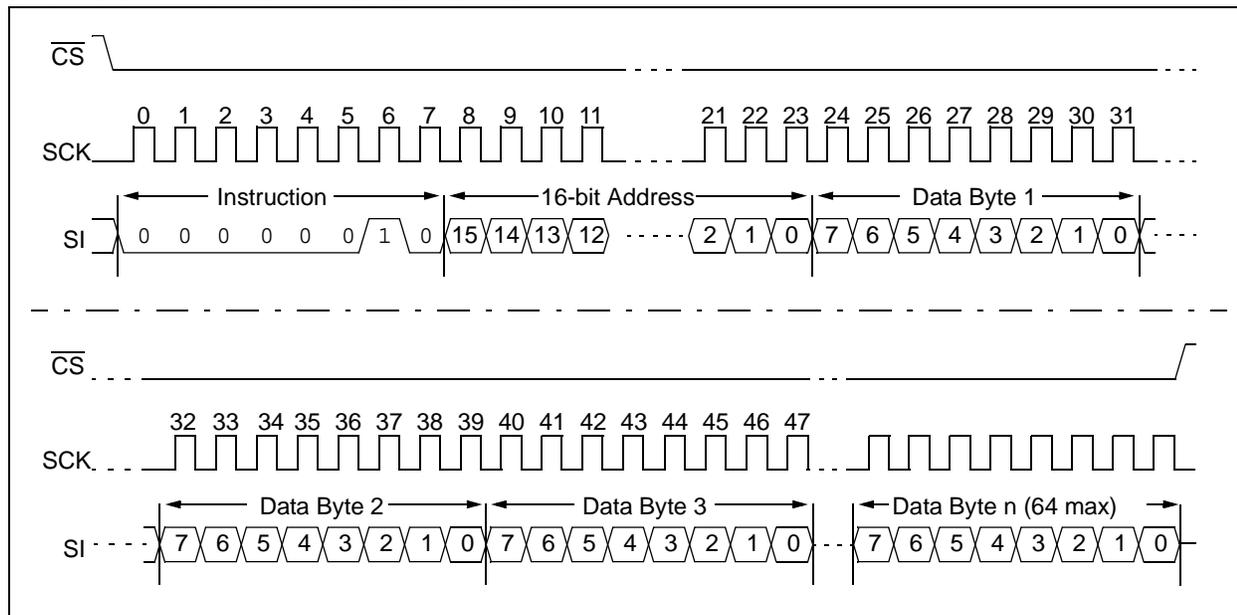 CS
0 1 2 3 4 5 6 7 8 9 10 11 21 22 23 24 25 26 27 28 29 30 31
SCK
Instruction 16-bit Address Data Byte 1
SI 0 0 0 0 0 0 1 0 15 14 13 12 2 1 0 7 6 5 4 3 2 1 0
CS
32 33 34 35 36 37 38 39 40 41 42 43 44 45 46 47
SCK
Data Byte 2 Data Byte 3 Data Byte n (64 max)
SI 7 6 5 4 3 2 1 0 7 6 5 4 3 2 1 0 7 6 5 4 3 2 1 0